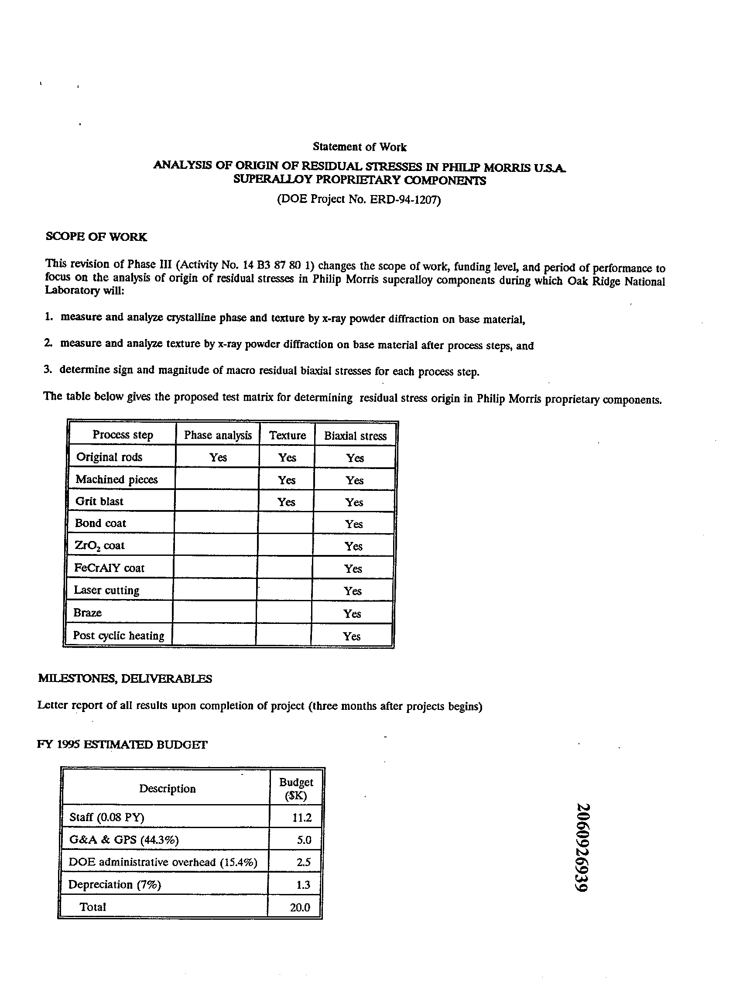 Statement of Work
ANALYSIS OF ORIGIN OF RESIDUAL STRESSES IN PHILIP MORRIS U.S.A.
SUPERALLOY PROPRIETARY COMPONENTS
(DOE Project No. ERD-94-1207)
SCOPE OF WORK
This revision of Phase III (Activity No. 14 B3 87 80 1) changes the scope of work, funding level, and period of performance to
focus on the analysis of origin of residual stresses in Philip Morris superalloy components during which Oak Ridge National
Laboratory will:
1. measure and analyze crystalline phase and texture by x-ray powder diffraction on base material,
2. measure and analyze texture by x-ray powder diffraction on base material after process steps, and
3. determine sign and magnitude of macro residual biaxial stresses for each process step.
The table below gives the proposed test matrix for determining residual stress origin in Philip Morris proprietary components.
Process step Phase analysis Texture Biaxial stress
Original rods Yes Yes Yes
Machined pieces Yes Yes
Grit blast Yes Yes
Bond coat Yes
ZrO₂ coat Yes
FeCrAlY coat Yes
Laser cutting Yes
Braze Yes
Post cyclic heating Yes
MILESTONES, DELIVERABLES
Letter report of all results upon completion of project (three months after projects begins)
FY 1995 ESTIMATED BUDGET
Description Budget
($K)
Staff (0.08 PY) 11.2
G&A & GPS (44.3%) 5.0
DOE administrative overhead (15.4%) 2.5
Depreciation (7%) 1.3
Total 20.0
2060926939